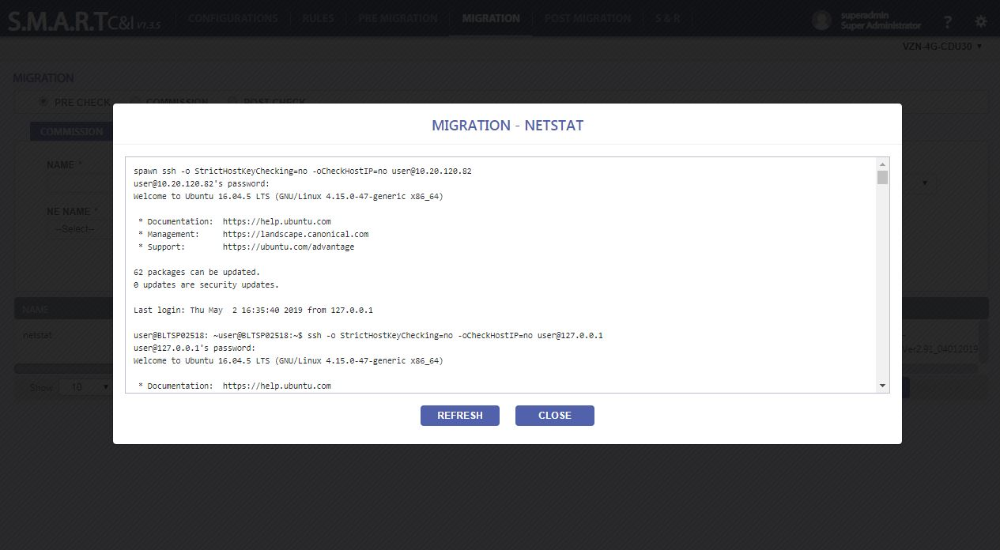 S.M.A.R.T C&I V1.3.5
CONFIGURATIONS
RULES
PRE MIGRATION
MIGRATION
POST MIGRATION
S & R
superadmin
Super Administrator
?
VZN-4G-CDU30
MIGRATION
PRE CHECK
COMMISSION
POST CHECK
COMMISSION
NAME *
NE NAME *
--Select--
NAME
netstat
Ver2.91_04012019
Show 10
MIGRATION - NETSTAT
spawn ssh -o StrictHostKeyChecking=no -oCheckHostIP=no user@10.20.120.82
user@10.20.120.82's password:
Welcome to Ubuntu 16.04.5 LTS (GNU/Linux 4.15.0-47-generic x86_64)
* Documentation:  https://help.ubuntu.com
* Management:     https://landscape.canonical.com
* Support:        https://ubuntu.com/advantage
62 packages can be updated.
0 updates are security updates.
Last login: Thu May  2 16:35:40 2019 from 127.0.0.1
user@BLTSP02518: ~user@BLTSP02518:~$ ssh -o StrictHostKeyChecking=no -oCheckHostIP=no user@127.0.0.1
user@127.0.0.1's password:
Welcome to Ubuntu 16.04.5 LTS (GNU/Linux 4.15.0-47-generic x86_64)
* Documentation:  https://help.ubuntu.com
REFRESH
CLOSE